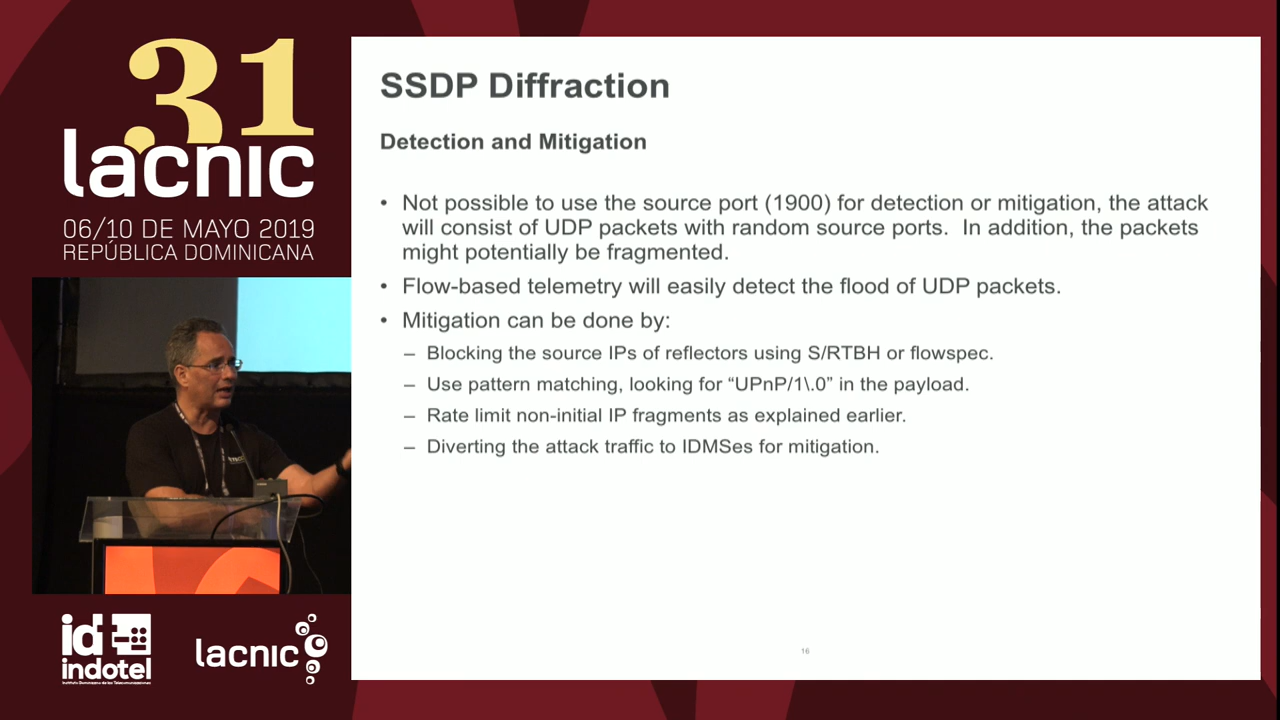 31
lacnic
06/10 DE MAYO 2019
REPÚBLICA DOMINICANA
SSDP Diffraction
Detection and Mitigation
• Not possible to use the source port (1900) for detection or mitigation, the attack
will consist of UDP packets with random source ports. In addition, the packets
might potentially be fragmented.
• Flow-based telemetry will easily detect the flood of UDP packets.
• Mitigation can be done by:
– Blocking the source IPs of reflectors using S/RTBH or flowspec.
– Use pattern matching, looking for “UPnP/1\.0” in the payload.
– Rate limit non-initial IP fragments as explained earlier.
– Diverting the attack traffic to IDMSes for mitigation.
16
id
indotel
Instituto Dominicano de las Telecomunicaciones
lacnic